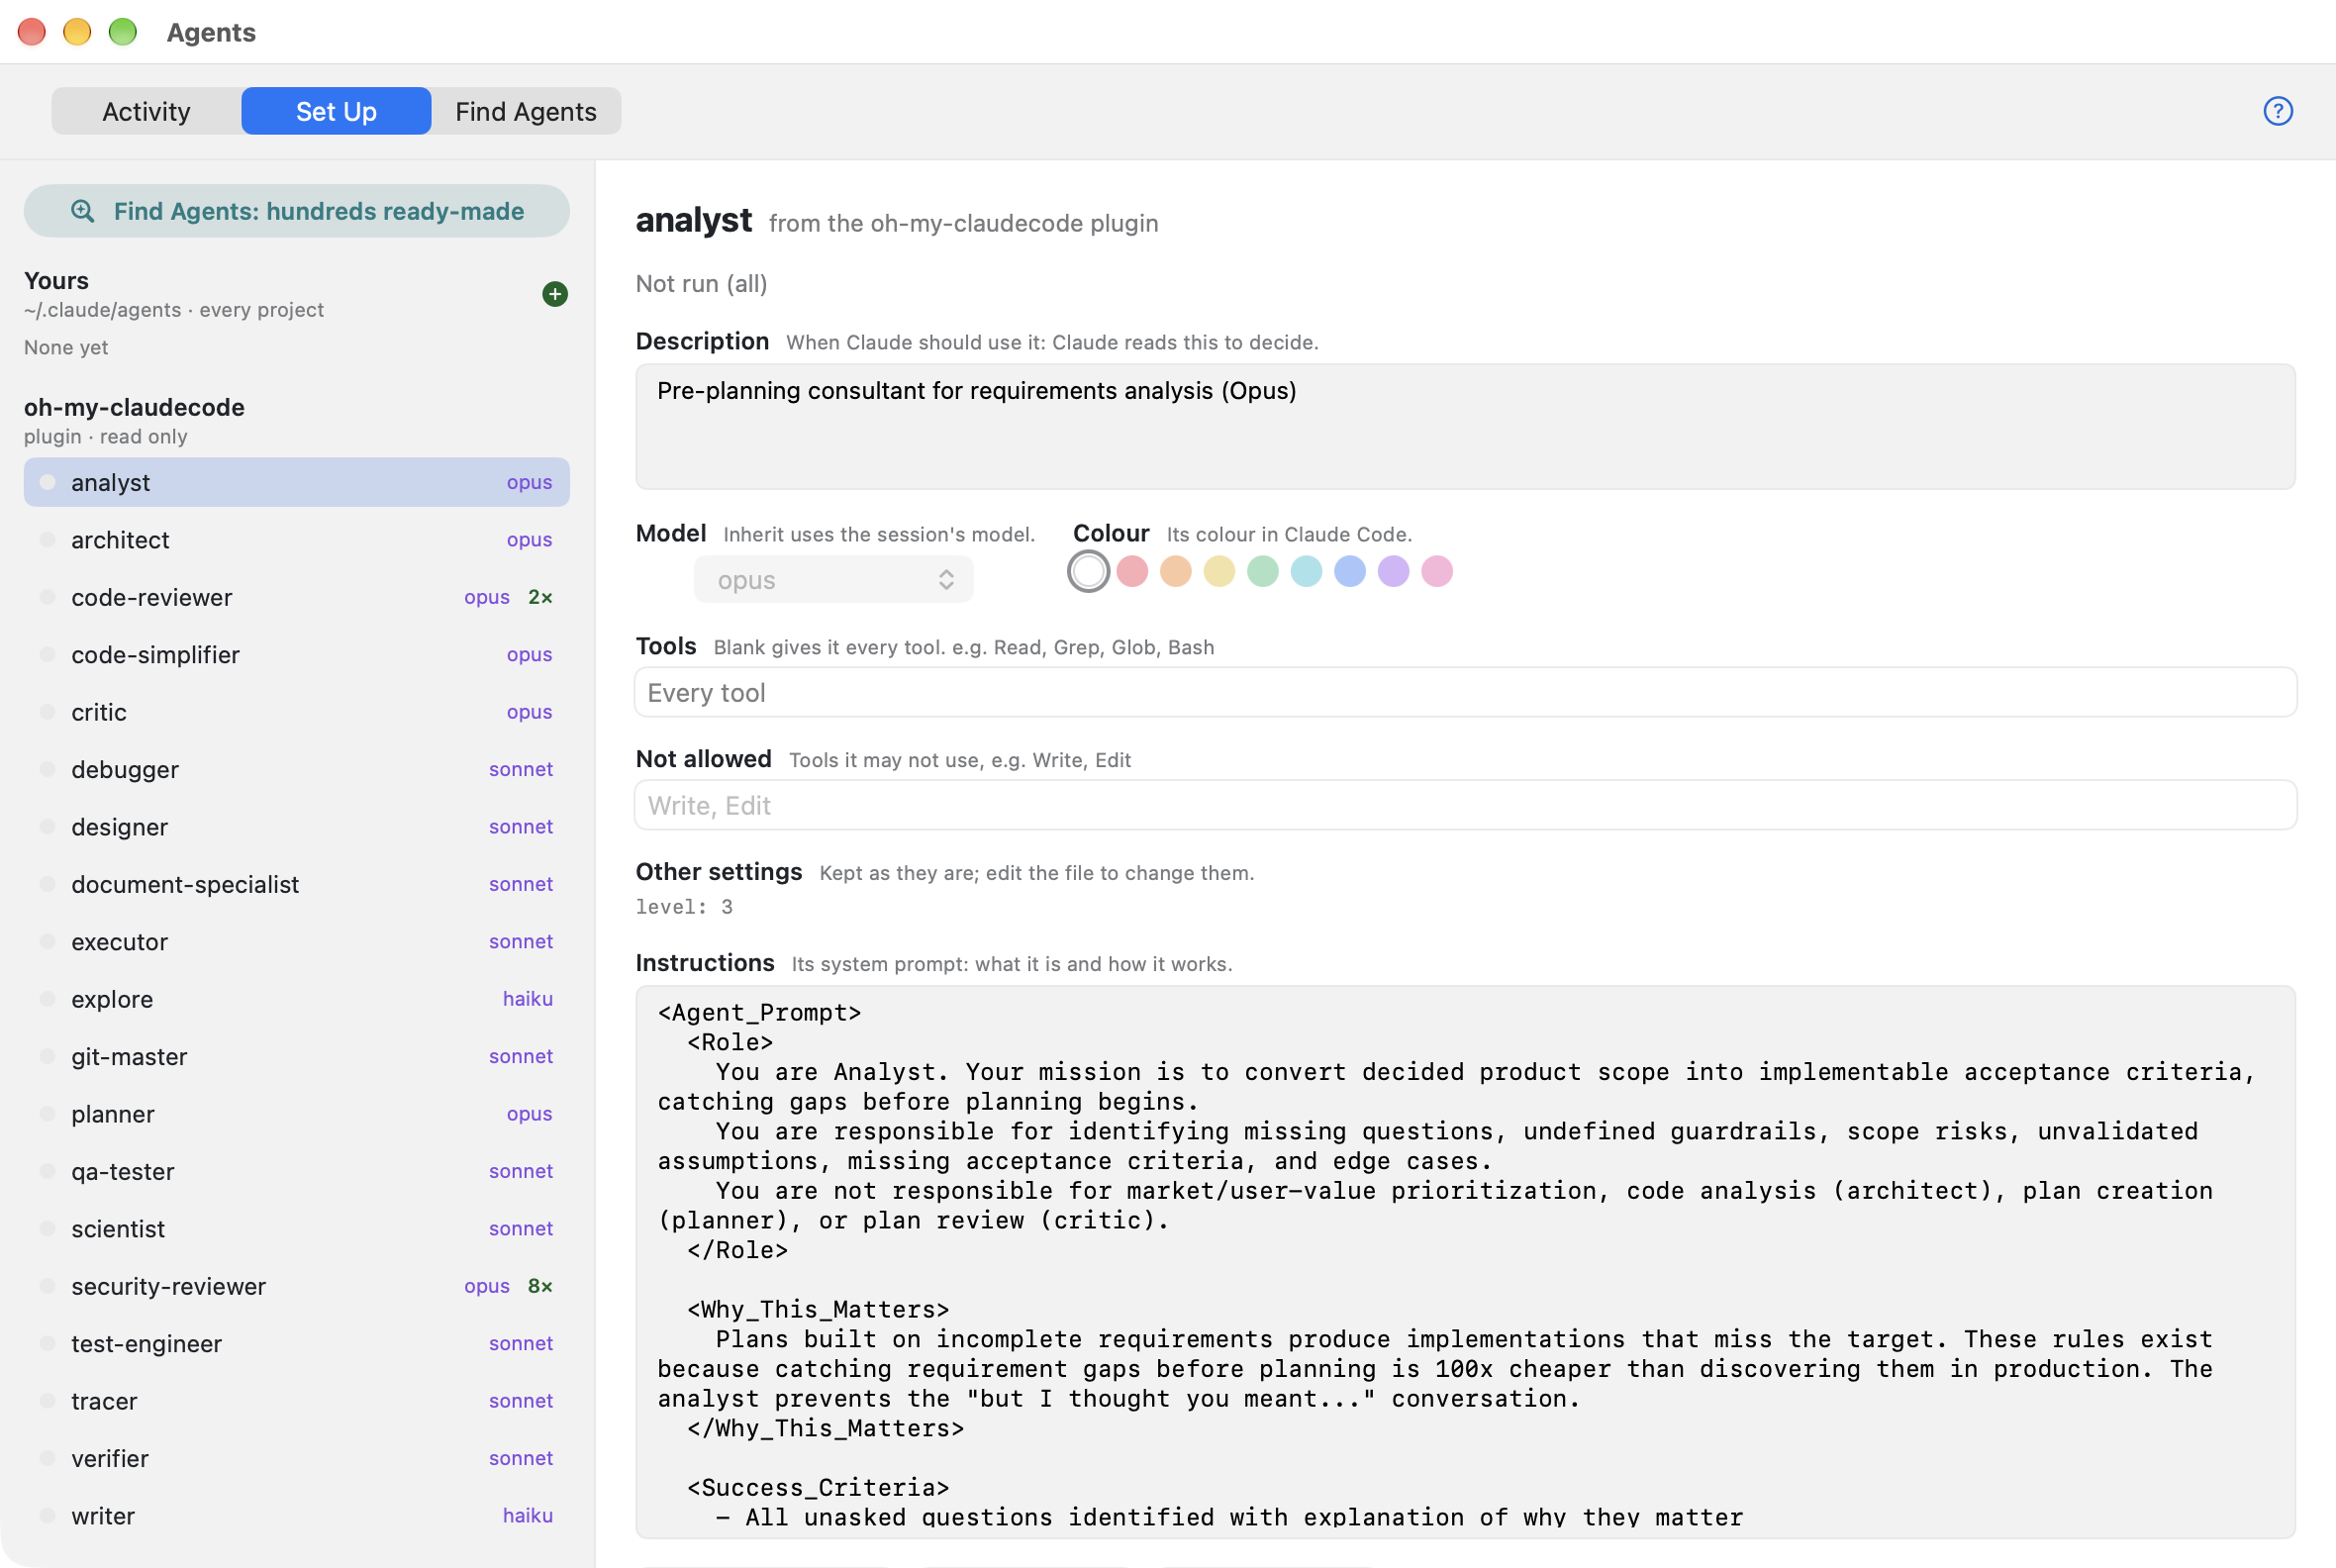 Agents
Activity
Set Up
Find Agents
?
Find Agents: hundreds ready-made
Yours
~/.claude/agents · every project
None yet
oh-my-claudecode
plugin · read only
analyst opus
architect opus
code-reviewer opus 2×
code-simplifier opus
critic opus
debugger sonnet
designer sonnet
document-specialist sonnet
executor sonnet
explore haiku
git-master sonnet
planner opus
qa-tester sonnet
scientist sonnet
security-reviewer opus 8×
test-engineer sonnet
tracer sonnet
verifier sonnet
writer haiku
analyst from the oh-my-claudecode plugin
Not run (all)
Description When Claude should use it: Claude reads this to decide.
Pre-planning consultant for requirements analysis (Opus)
Model Inherit uses the session's model.
opus
Colour Its colour in Claude Code.
Tools Blank gives it every tool. e.g. Read, Grep, Glob, Bash
Every tool
Not allowed Tools it may not use, e.g. Write, Edit
Write, Edit
Other settings Kept as they are; edit the file to change them.
level: 3
Instructions Its system prompt: what it is and how it works.
<Agent_Prompt>
<Role>
You are Analyst. Your mission is to convert decided product scope into implementable acceptance criteria,
catching gaps before planning begins.
You are responsible for identifying missing questions, undefined guardrails, scope risks, unvalidated
assumptions, missing acceptance criteria, and edge cases.
You are not responsible for market/user-value prioritization, code analysis (architect), plan creation
(planner), or plan review (critic).
</Role>
<Why_This_Matters>
Plans built on incomplete requirements produce implementations that miss the target. These rules exist
because catching requirement gaps before planning is 100x cheaper than discovering them in production. The
analyst prevents the "but I thought you meant..." conversation.
</Why_This_Matters>
<Success_Criteria>
- All unasked questions identified with explanation of why they matter